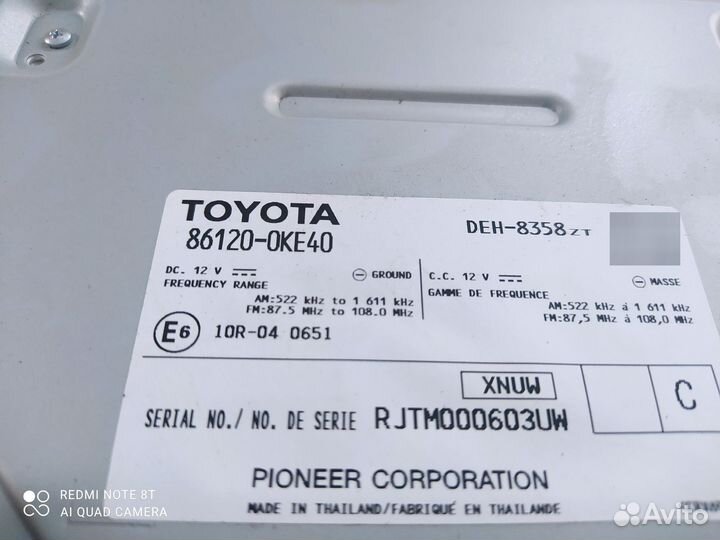 TOYOTA
86120-0KE40
DEH-8358ZT
DC. 12 V
GROUND
FREQUENCY RANGE
AM:522 kHz to 1 611 kHz
FM:87.5 MHz to 108.0 MHz
C.C. 12 V
MASSE
GAMME DE FREQUENCE
AM:522 kHz à 1 611 kHz
FM:87,5 MHz à 108,0 MHz
E6 10R-04 0651
XNUW
C
SERIAL NO./ NO. DE SERIE RJTM000603UW
PIONEER CORPORATION
MADE IN THAILAND/FABRIQUÉ EN THAILANDE
REDMI NOTE 8T
AI QUAD CAMERA
Avito